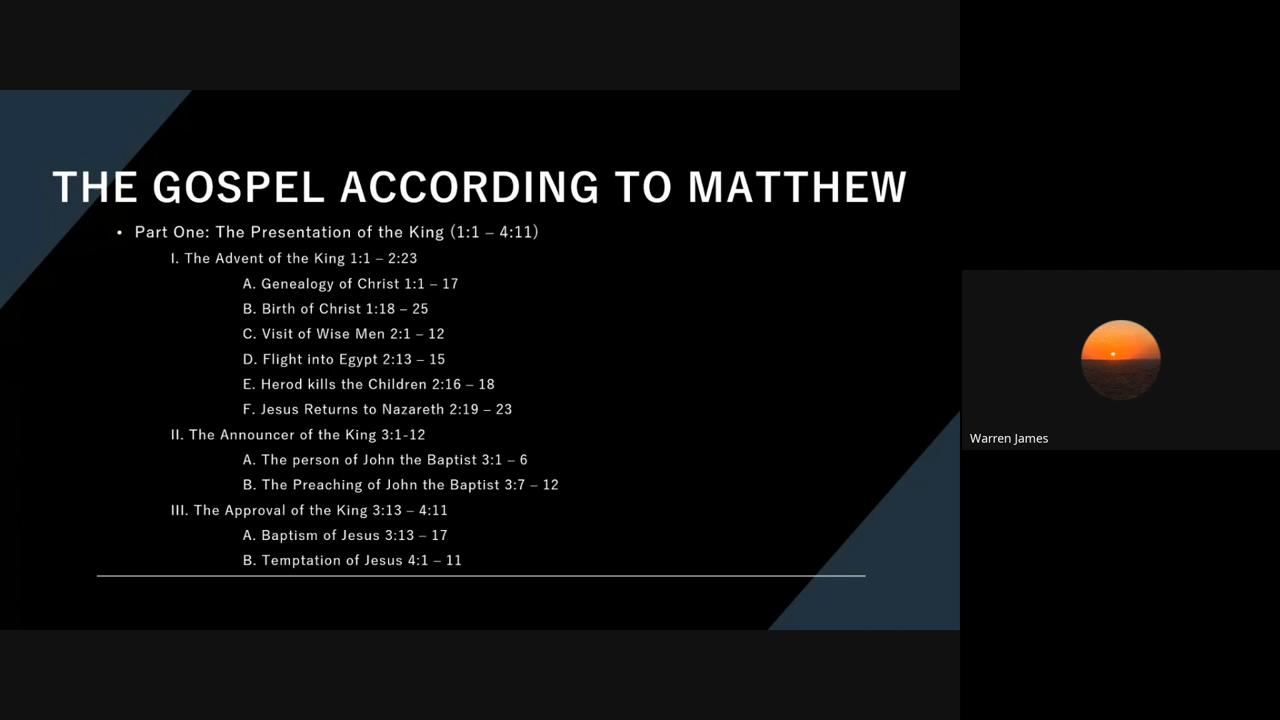 THE GOSPEL ACCORDING TO MATTHEW
• Part One: The Presentation of the King (1:1 – 4:11)
I. The Advent of the King 1:1 – 2:23
A. Genealogy of Christ 1:1 – 17
B. Birth of Christ 1:18 – 25
C. Visit of Wise Men 2:1 – 12
D. Flight into Egypt 2:13 – 15
E. Herod kills the Children 2:16 – 18
F. Jesus Returns to Nazareth 2:19 – 23
II. The Announcer of the King 3:1-12
A. The person of John the Baptist 3:1 – 6
B. The Preaching of John the Baptist 3:7 – 12
III. The Approval of the King 3:13 – 4:11
A. Baptism of Jesus 3:13 – 17
B. Temptation of Jesus 4:1 – 11
Warren James